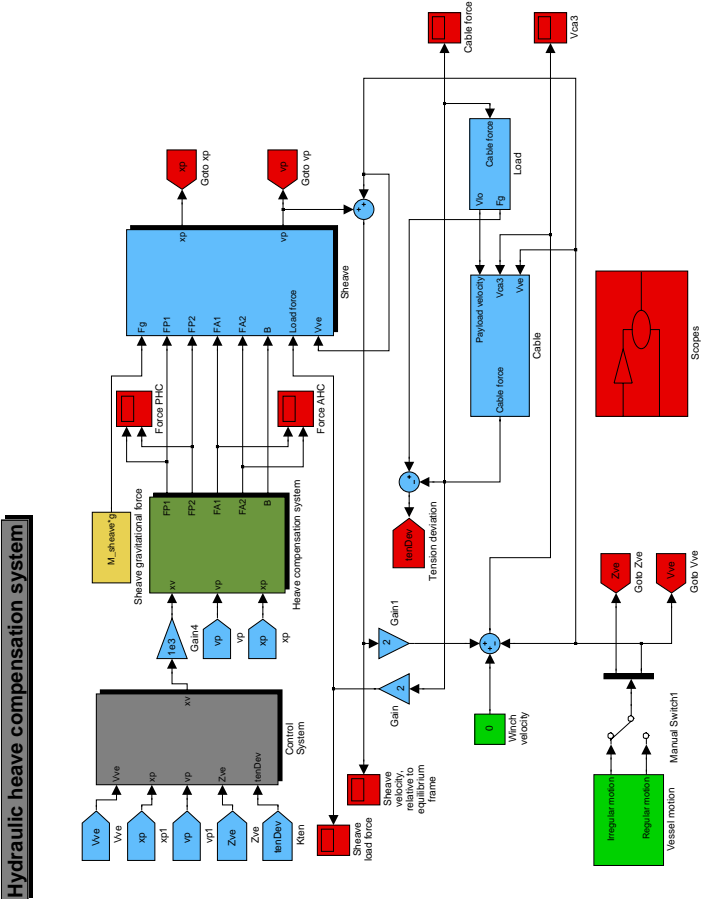 Hydraulic heave compensation system
Vve
Vve
xp
xp1
vp
vp1
Zve
Zve
tenDev
Kten
Vve
xp
vp
Zve
tenDev
xv
Control
System
1e3
Gain4
vp
vp
xp
xp
M_sheave*g
Sheave gravitational force
xv
vp
xp
FP1
FP2
FA1
FA2
B
Heave compensation system
Force PHC
Force AHC
Fg
FP1
FP2
FA1
FA2
B
Load force
Vve
xp
vp
Sheave
xp
Goto xp
vp
Goto vp
Sheave
load force
Sheave
velocity,
relative to
equilibrium
frame
2
Gain
2
Gain1
tenDev
Tension deviation
Cable force
Payload velocity
Vca3
Vve
Cable
Vlo
Fg
Cable force
Load
Cable force
Vca3
0
Winch
velocity
Irregular motion
Regular motion
Vessel motion
Manual Switch1
Zve
Goto Zve
Vve
Goto Vve
Scopes